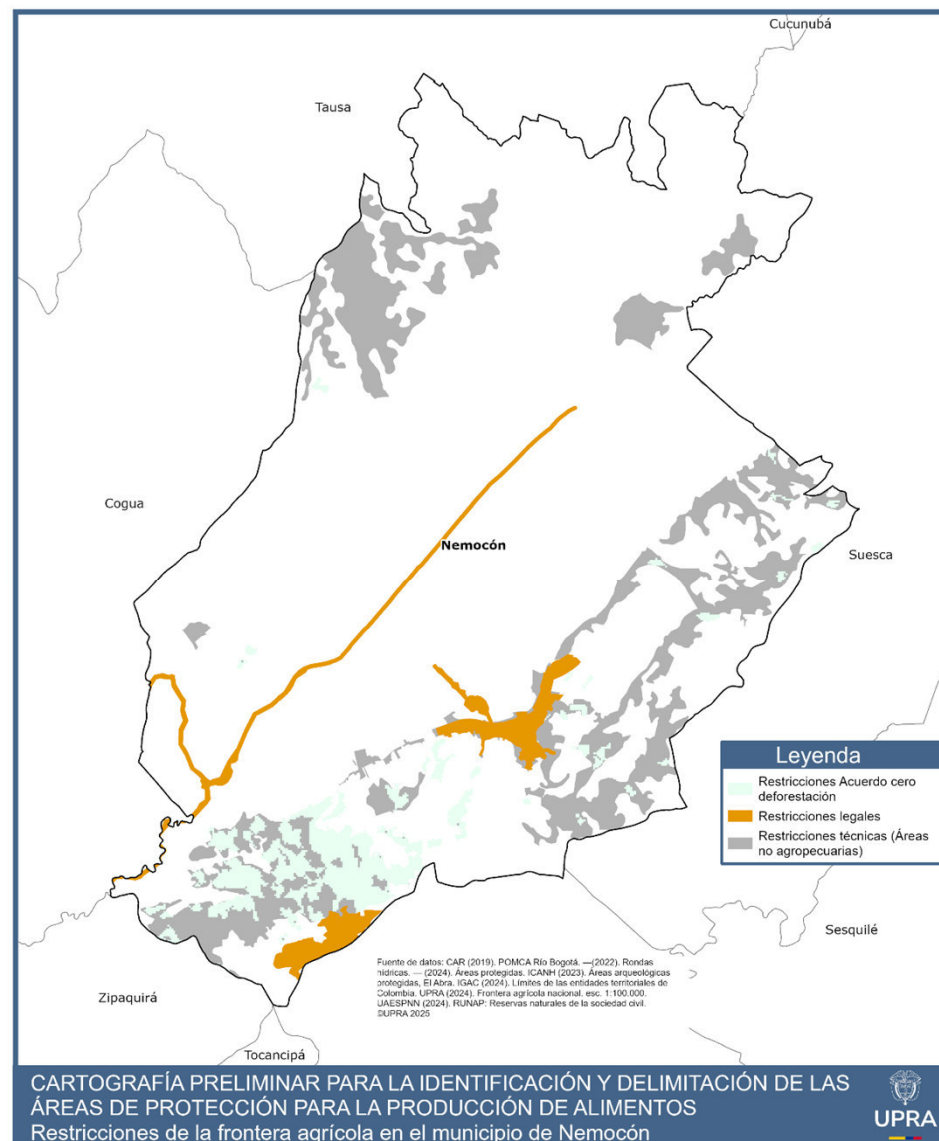 Cucunubá
Tausa
Cogua
Nemocón
Suesca
Leyenda
Restricciones Acuerdo cero
deforestación
Restricciones legales
Restricciones técnicas (Áreas
no agropecuarias)
Sesquilé
Fuente de datos: CAR (2019). POMCA Río Bogotá. —(2022). Rondas
hídricas. — (2024). Áreas protegidas. ICANH (2023). Áreas arqueológicas
protegidas, El Abra. IGAC (2024). Límites de las entidades territoriales de
Colombia. UPRA (2024). Frontera agrícola nacional. esc. 1:100.000.
UAESPNN (2024). RUNAP: Reservas naturales de la sociedad civil.
©UPRA 2025
Zipaquirá
Tocancipá
CARTOGRAFÍA PRELIMINAR PARA LA IDENTIFICACIÓN Y DELIMITACIÓN DE LAS
ÁREAS DE PROTECCIÓN PARA LA PRODUCCIÓN DE ALIMENTOS
Restricciones de la frontera agrícola en el municipio de Nemocón
UPRA